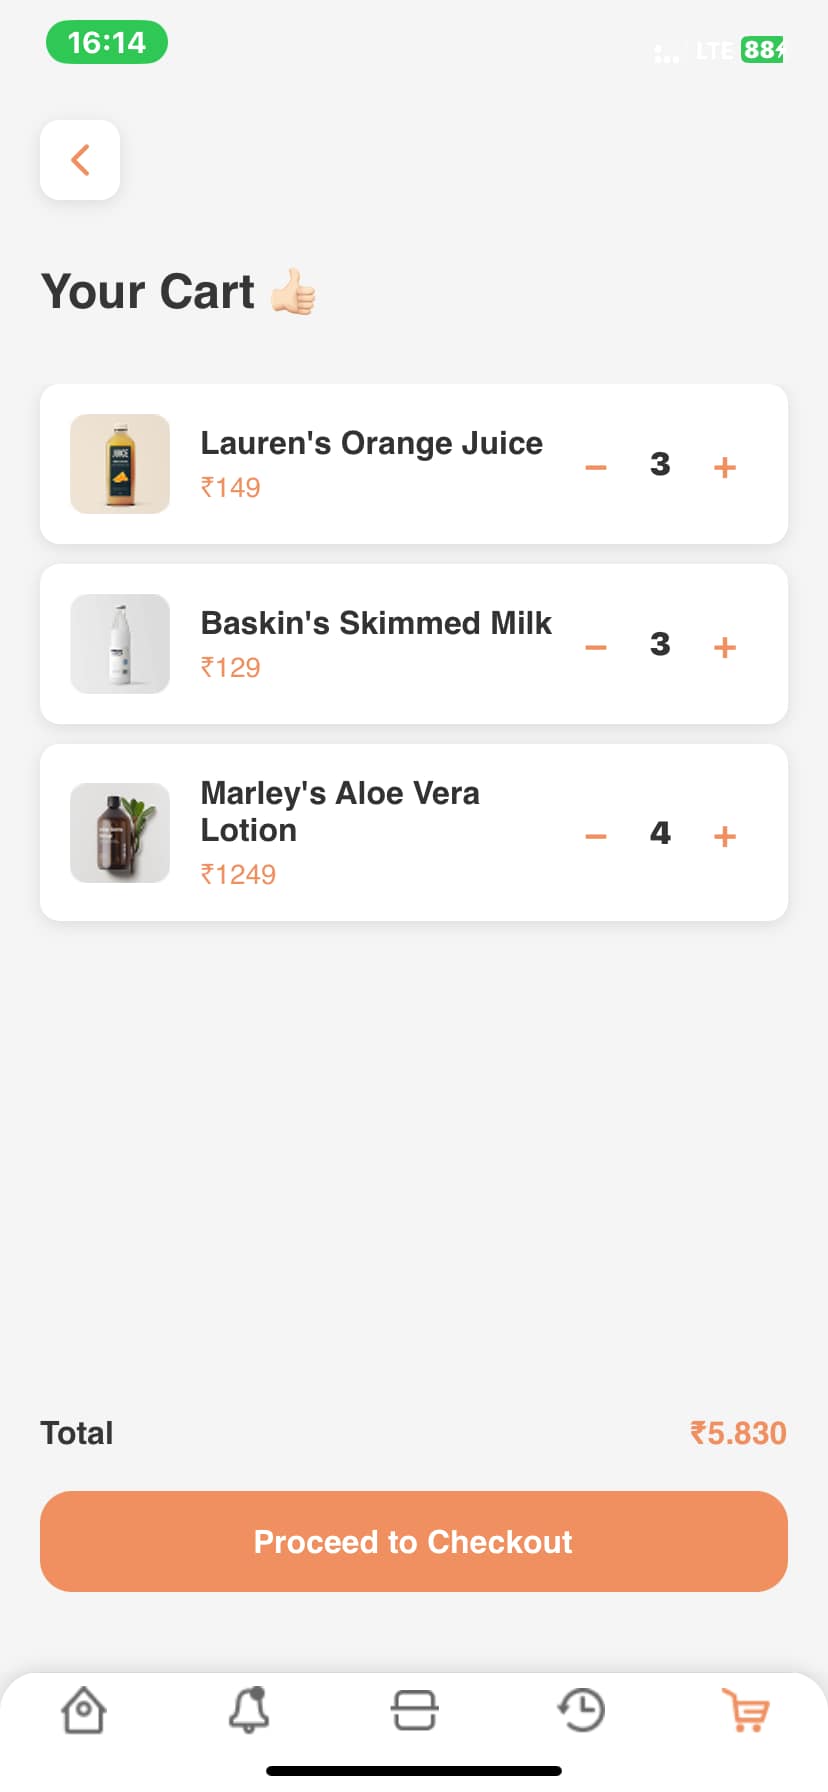 16:14
LTE 88
Your Cart 👍🏻
JUICE
Lauren's Orange Juice
₹149
− 3 +
Baskin's Skimmed Milk
₹129
− 3 +
Marley's Aloe Vera
Lotion
₹1249
− 4 +
Total ₹5.830
Proceed to Checkout